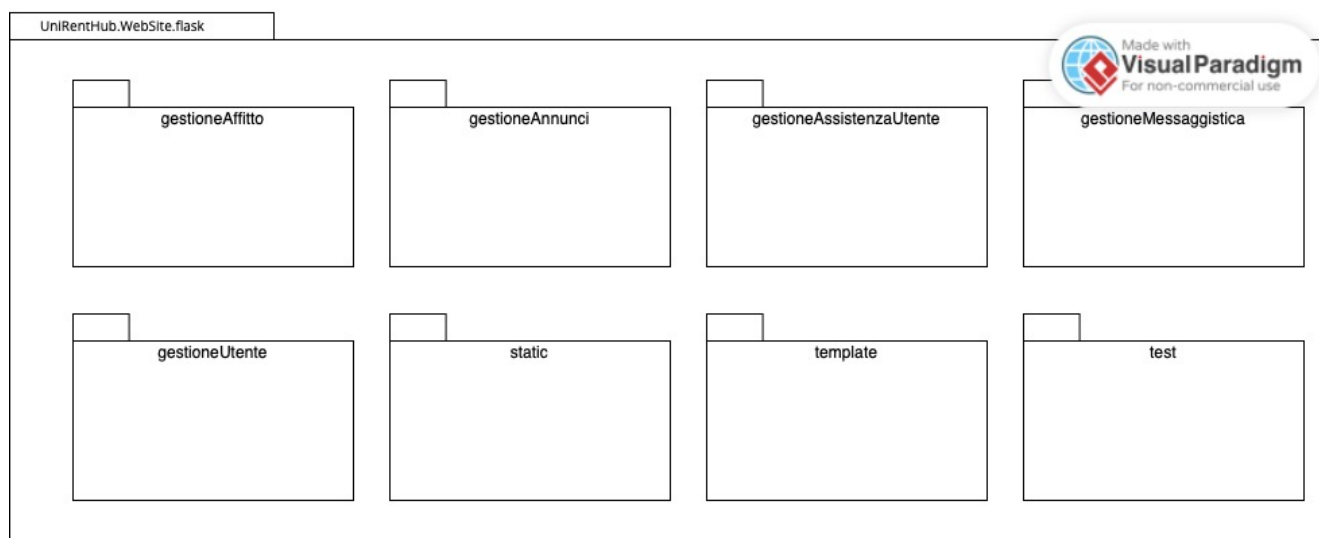 UniRentHub.WebSite.flask
Made with
Visual Paradigm
For non-commercial use
gestioneAffitto
gestioneAnnunci
gestioneAssistenzaUtente
gestioneMessaggistica
gestioneUtente
static
template
test